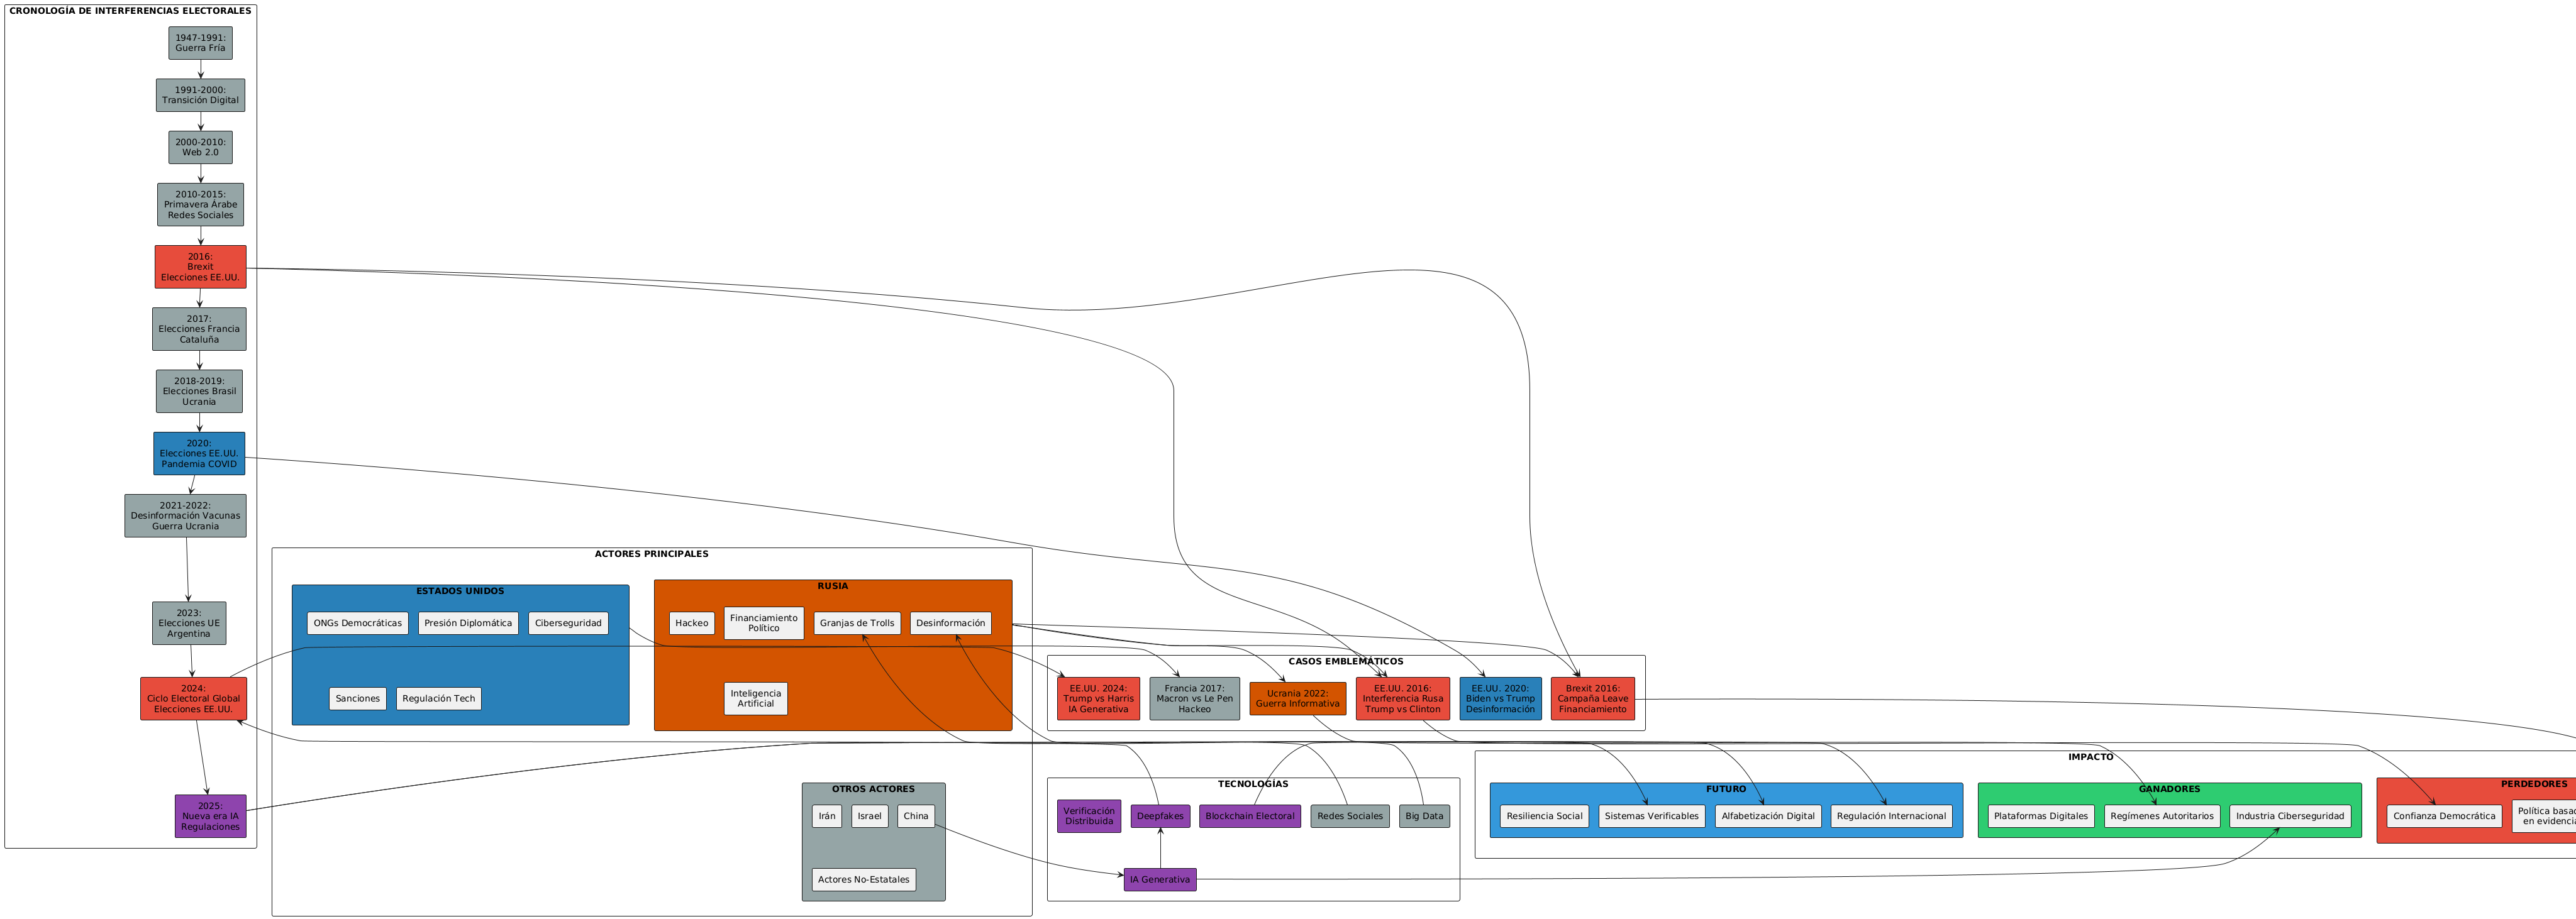 CRONOLOGÍA DE INTERFERENCIAS ELECTORALES
1947-1991:
Guerra Fría
1991-2000:
Transición Digital
2000-2010:
Web 2.0
2010-2015:
Primavera Árabe
Redes Sociales
2016:
Brexit
Elecciones EE.UU.
2017:
Elecciones Francia
Cataluña
2018-2019:
Elecciones Brasil
Ucrania
2020:
Elecciones EE.UU.
Pandemia COVID
2021-2022:
Desinformación Vacunas
Guerra Ucrania
2023:
Elecciones UE
Argentina
2024:
Ciclo Electoral Global
Elecciones EE.UU.
2025:
Nueva era IA
Regulaciones
ACTORES PRINCIPALES
ESTADOS UNIDOS
ONGs Democráticas
Presión Diplomática
Ciberseguridad
Sanciones
Regulación Tech
RUSIA
Hackeo
Financiamiento
Político
Granjas de Trolls
Desinformación
Inteligencia
Artificial
OTROS ACTORES
Irán
Israel
China
Actores No-Estatales
CASOS EMBLEMÁTICOS
EE.UU. 2024:
Trump vs Harris
IA Generativa
Francia 2017:
Macron vs Le Pen
Hackeo
Ucrania 2022:
Guerra Informativa
EE.UU. 2016:
Interferencia Rusa
Trump vs Clinton
EE.UU. 2020:
Biden vs Trump
Desinformación
Brexit 2016:
Campaña Leave
Financiamiento
TECNOLOGÍAS
Verificación
Distribuida
Deepfakes
Blockchain Electoral
Redes Sociales
Big Data
IA Generativa
IMPACTO
FUTURO
Resiliencia Social
Sistemas Verificables
Alfabetización Digital
Regulación Internacional
GANADORES
Plataformas Digitales
Regímenes Autoritarios
Industria Ciberseguridad
PERDEDORES
Confianza Democrática
Política
en